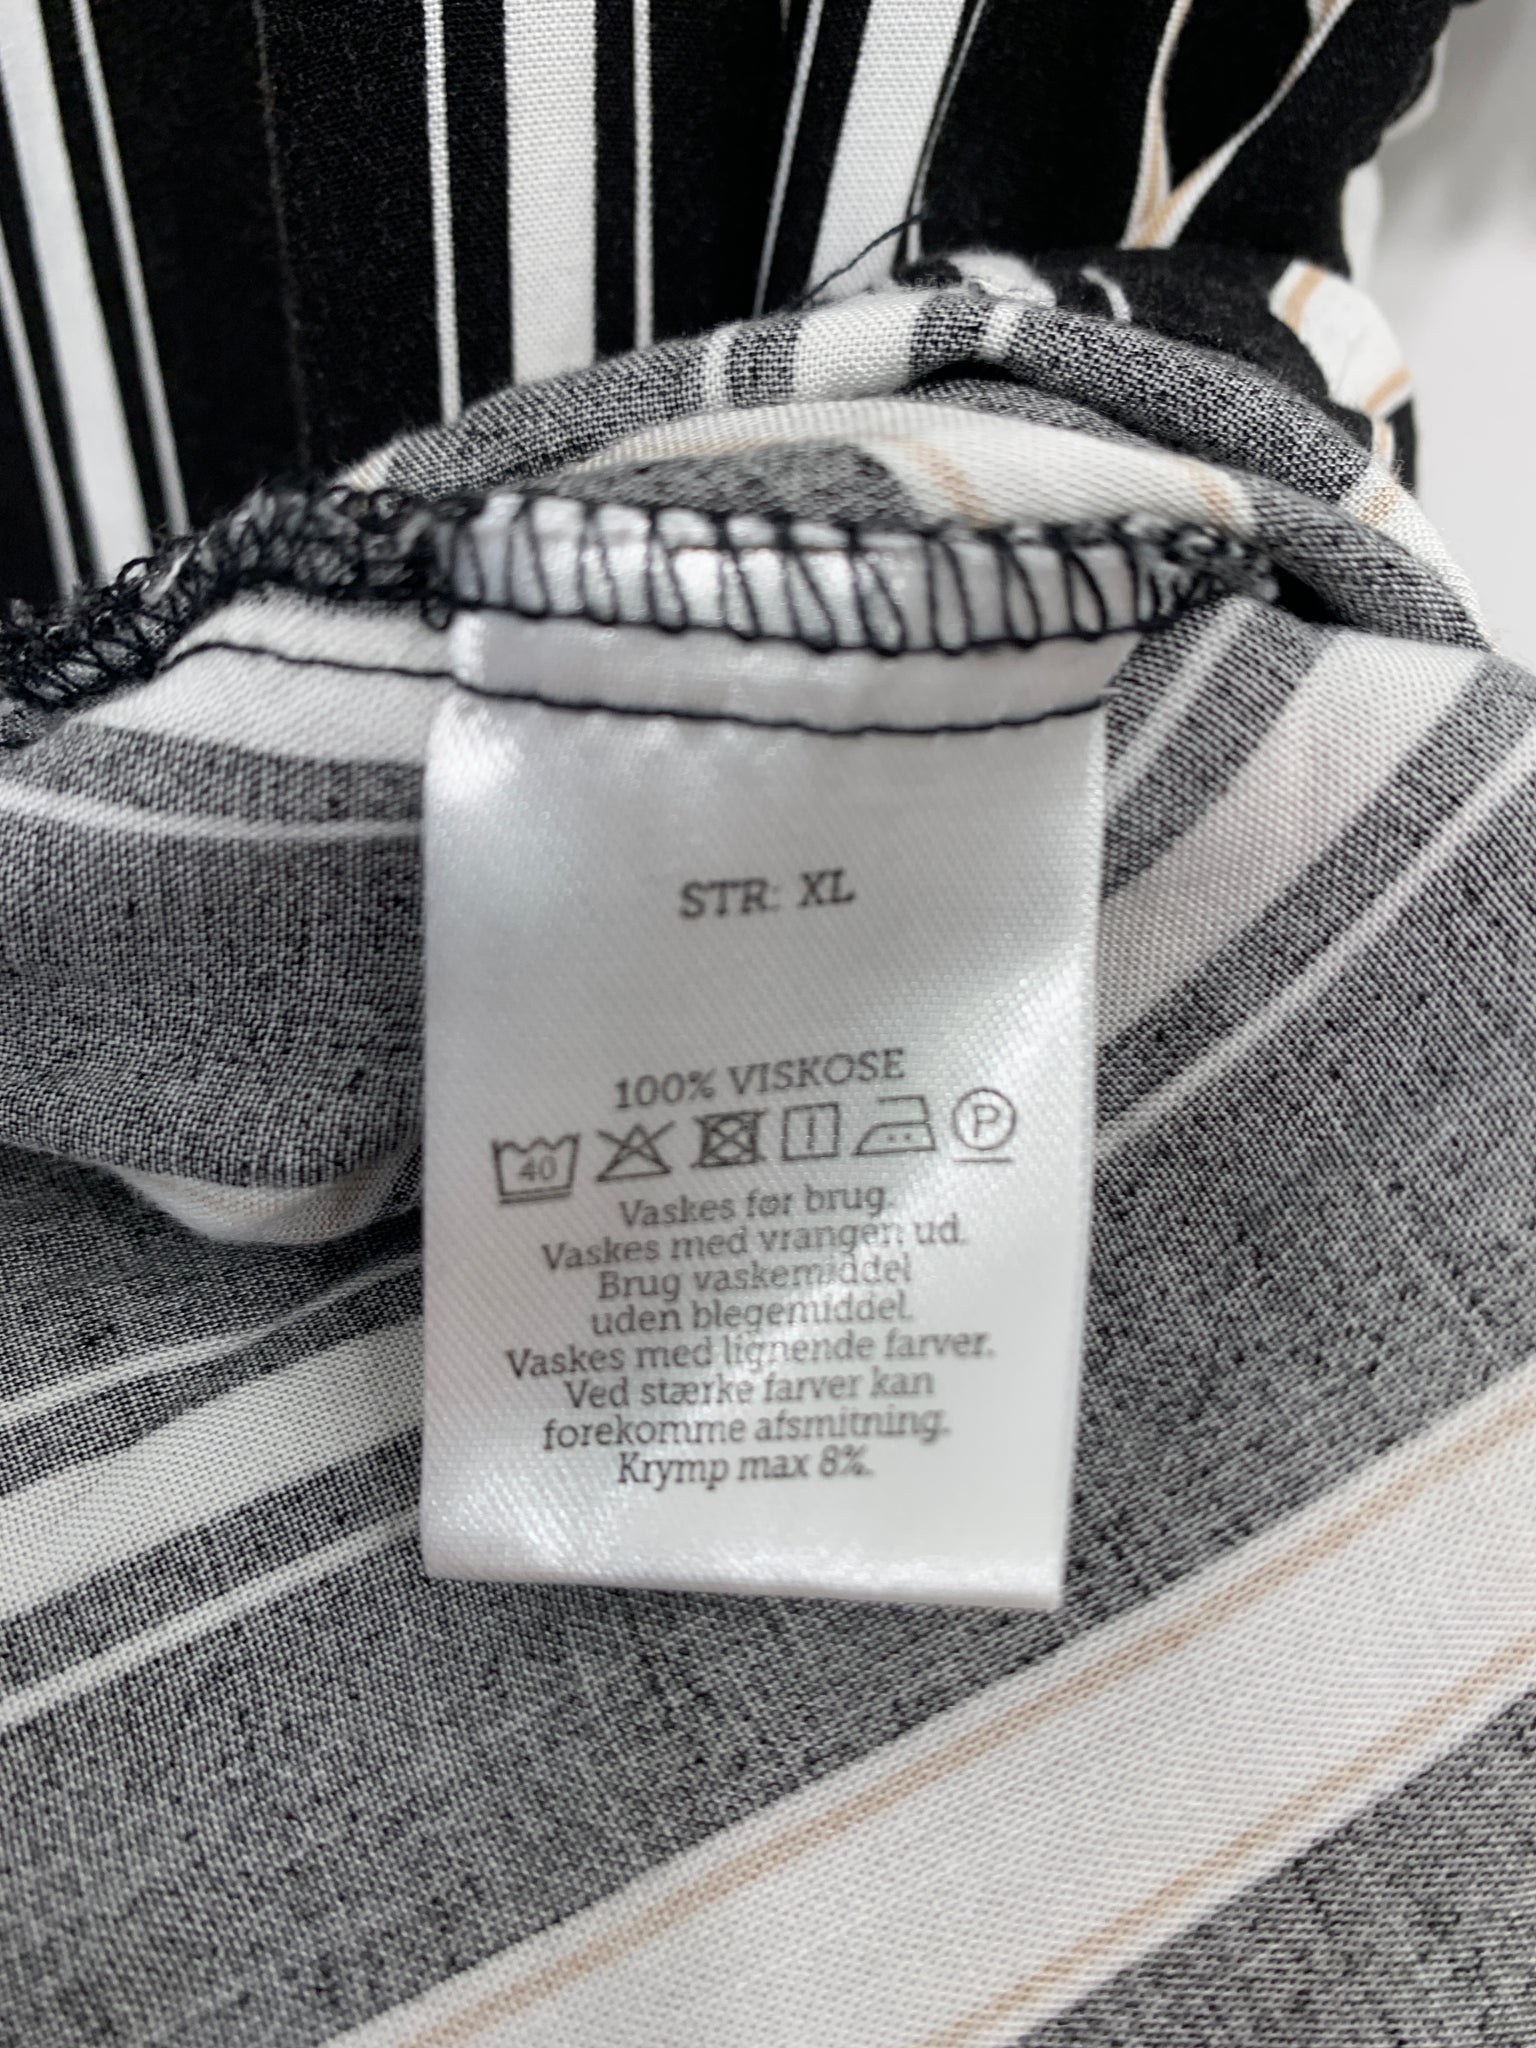 STR: XL
100% VISKOSE
40 P
Vaskes før brug.
Vaskes med vrangen ud.
Brug vaskemiddel
uden blegemiddel.
Vaskes med lignende farver.
Ved stærke farver kan
forekomme afsmitning.
Krymp max 8%.